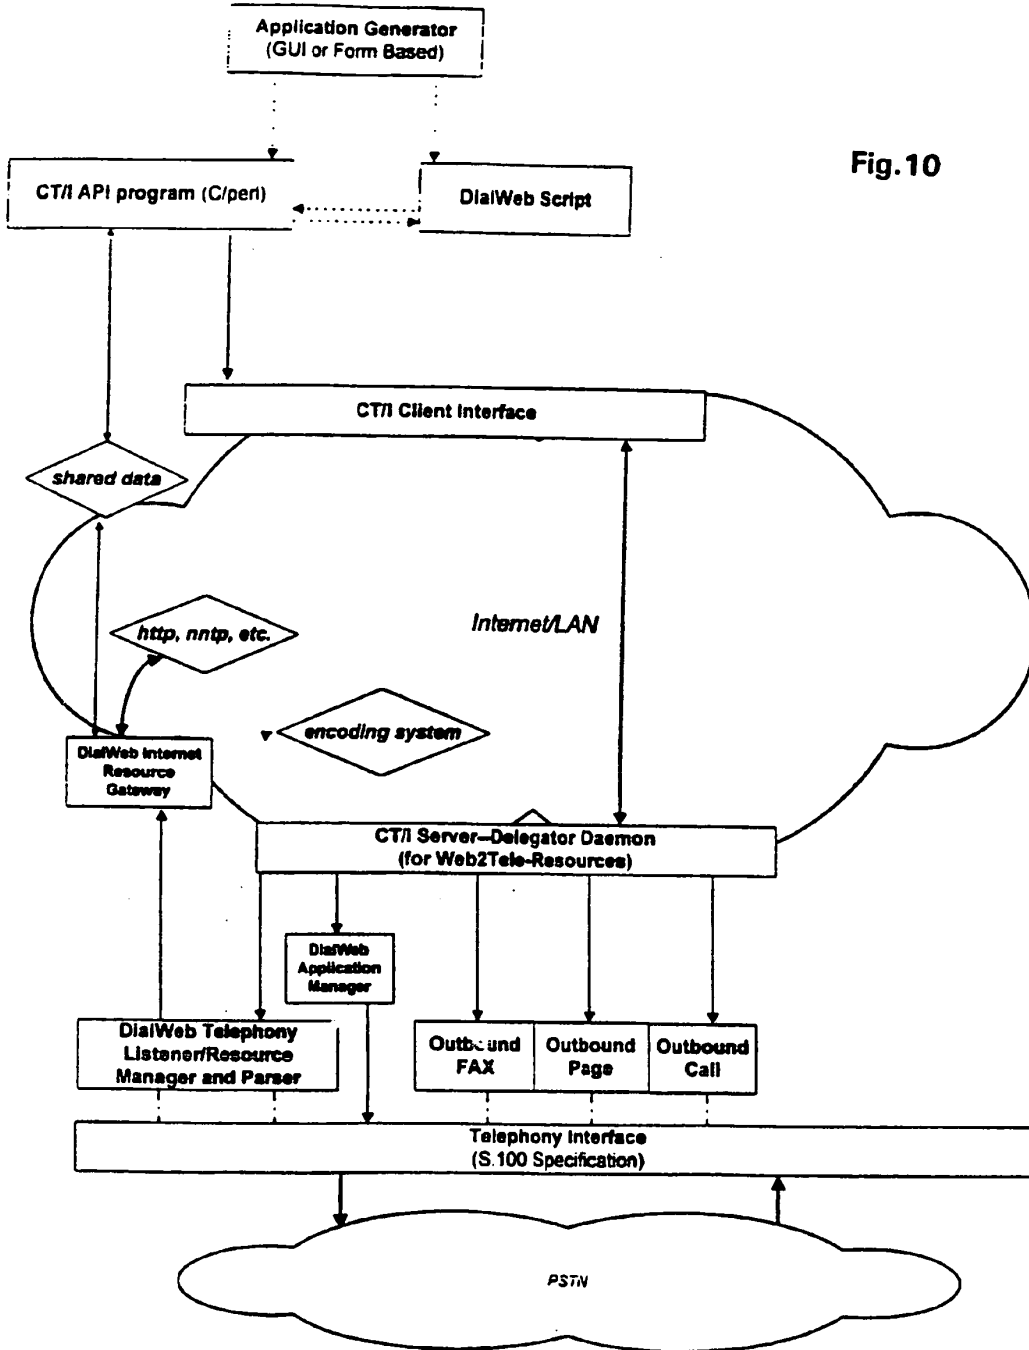 Application Generator
(GUI or Form Based)
Fig.10
CT/I API program (C/perl)
DialWeb Script
CT/I Client Interface
shared data
http, nntp, etc.
Internet/LAN
encoding system
DialWeb Internet
Resource
Gateway
CT/I Server–Delegator Daemon
(for Web2Tele-Resources)
DialWeb
Application
Manager
DialWeb Telephony
Listener/Resource
Manager and Parser
Outbound
FAX
Outbound
Page
Outbound
Call
Telephony Interface
(S.100 Specification)
PSTN